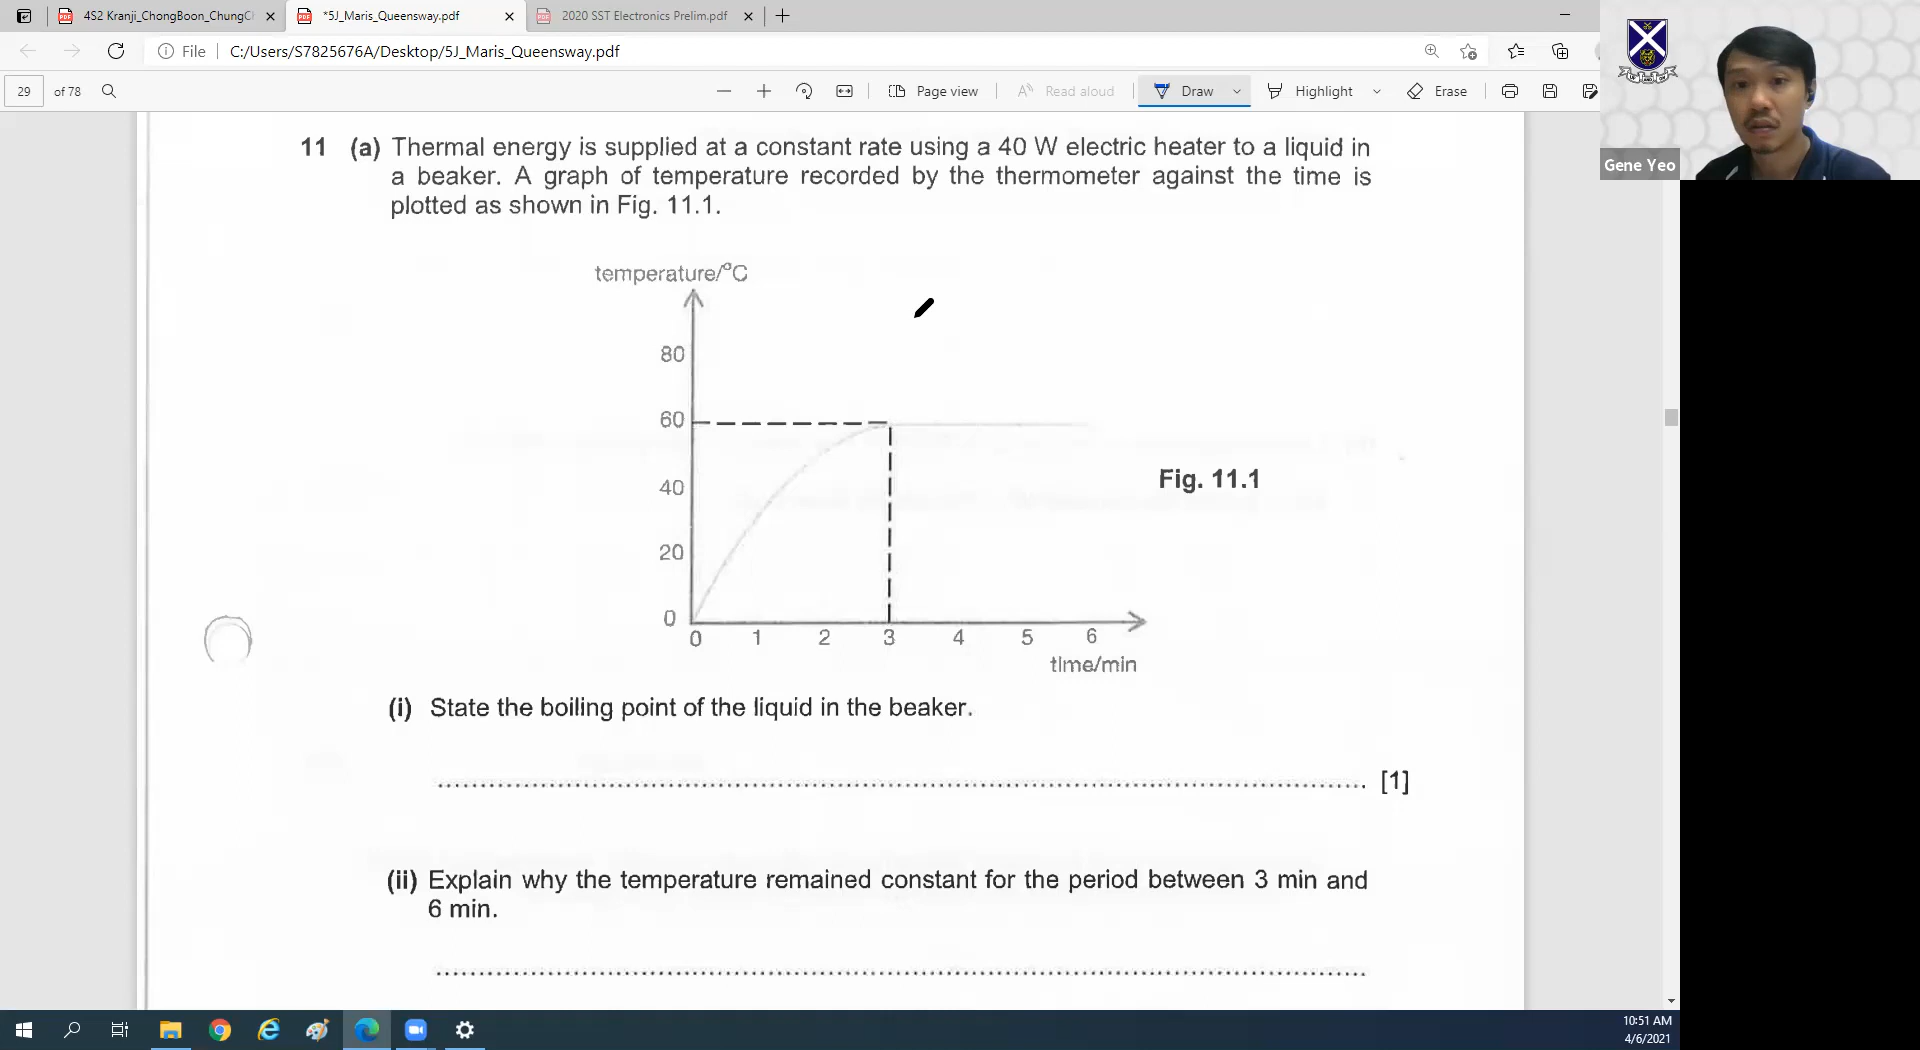 4S2 Kranji_ChongBoon_ChungC
*5J_Maris_Queensway.pdf
2020 SST Electronics Prelim.pdf
File
C:/Users/S7825676A/Desktop/5J_Maris_Queensway.pdf
29 of 78
Page view
Read aloud
Draw
Highlight
Erase
Gene Yeo
11 (a) Thermal energy is supplied at a constant rate using a 40 W electric heater to a liquid in
a beaker. A graph of temperature recorded by the thermometer against the time is
plotted as shown in Fig. 11.1.
temperature/°C
80
60
40
20
0
0 1 2 3 4 5 6
time/min
Fig. 11.1
(i) State the boiling point of the liquid in the beaker.
[1]
(ii) Explain why the temperature remained constant for the period between 3 min and
6 min.
10:51 AM
4/6/2021